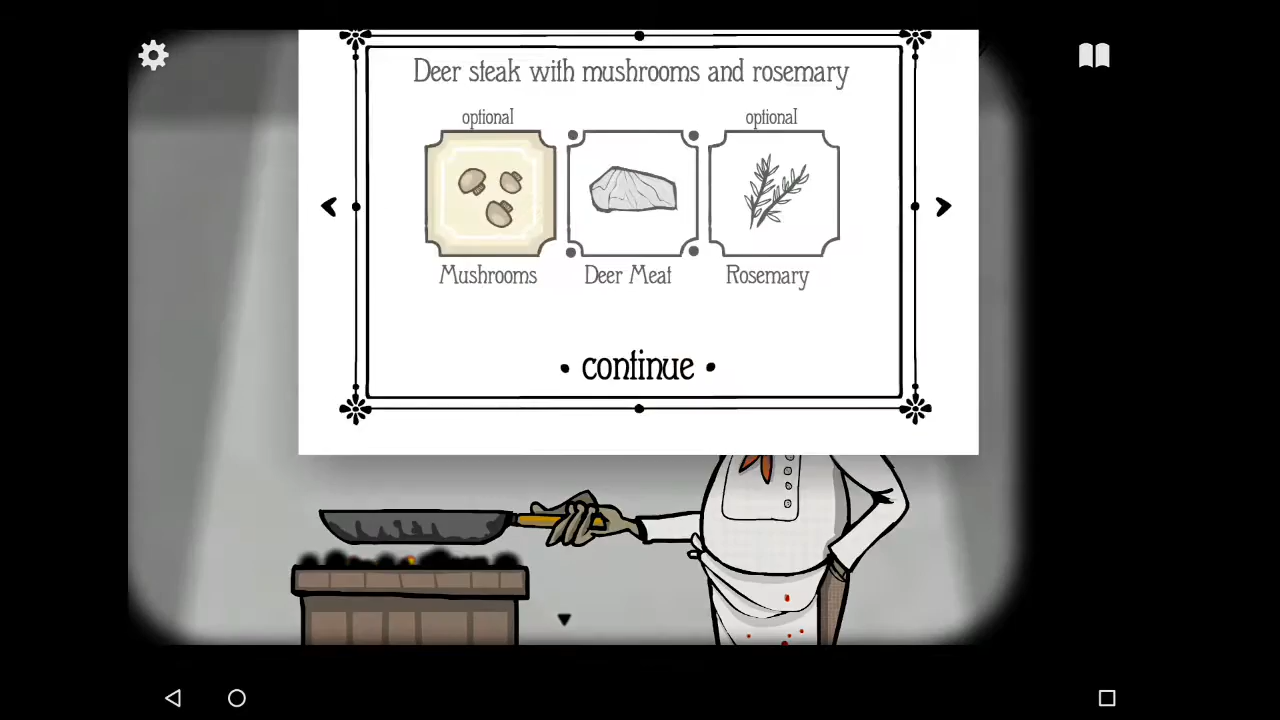 Deer steak with mushrooms and rosemary
optional
optional
Mushrooms
Deer Meat
Rosemary
• continue •